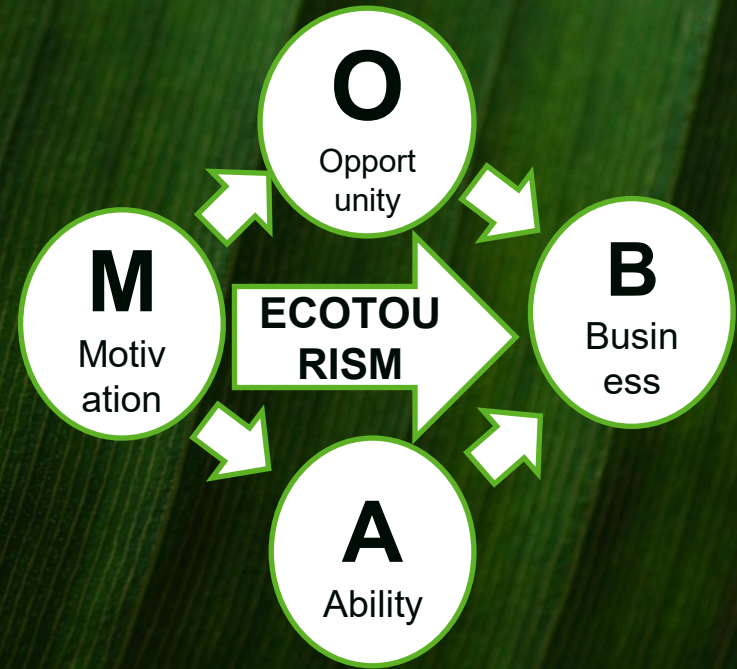 O
Opport
unity
M
Motiv
ation
ECOTOU
RISM
B
Busin
ess
A
Ability